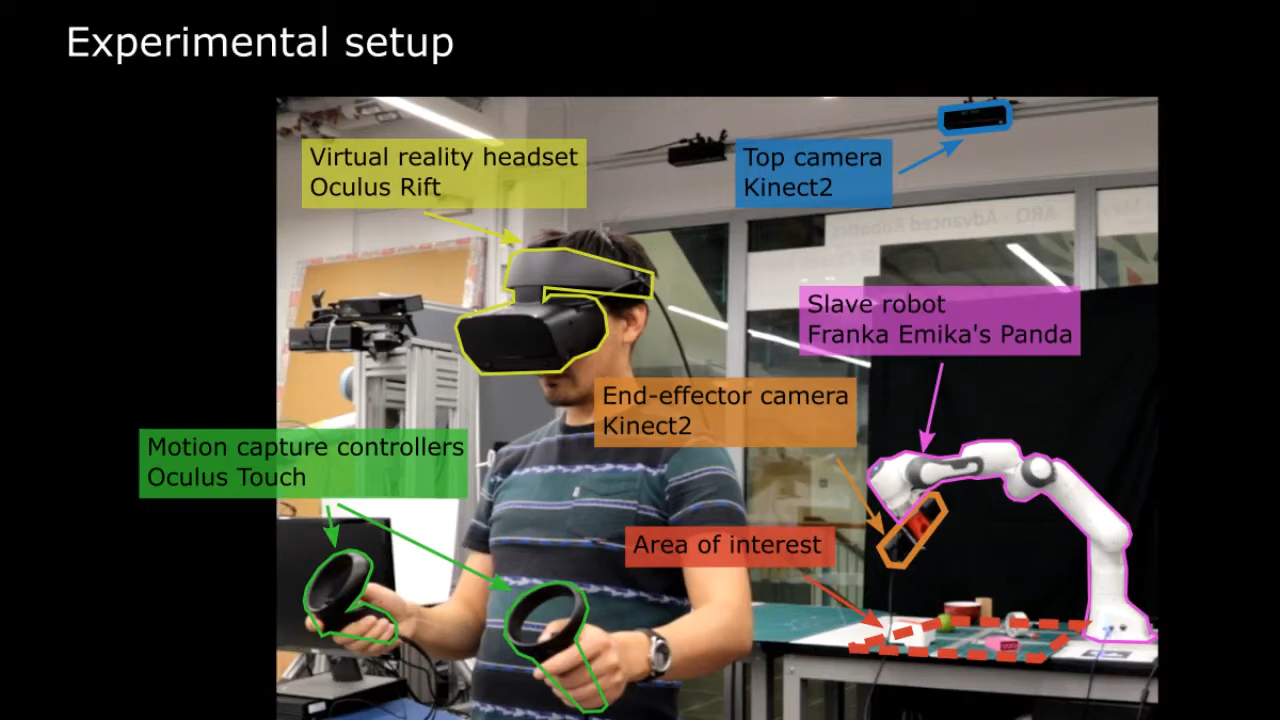 Experimental setup
Virtual reality headset
Oculus Rift
Top camera
Kinect2
Slave robot
Franka Emika's Panda
End-effector camera
Kinect2
Motion capture controllers
Oculus Touch
Area of interest